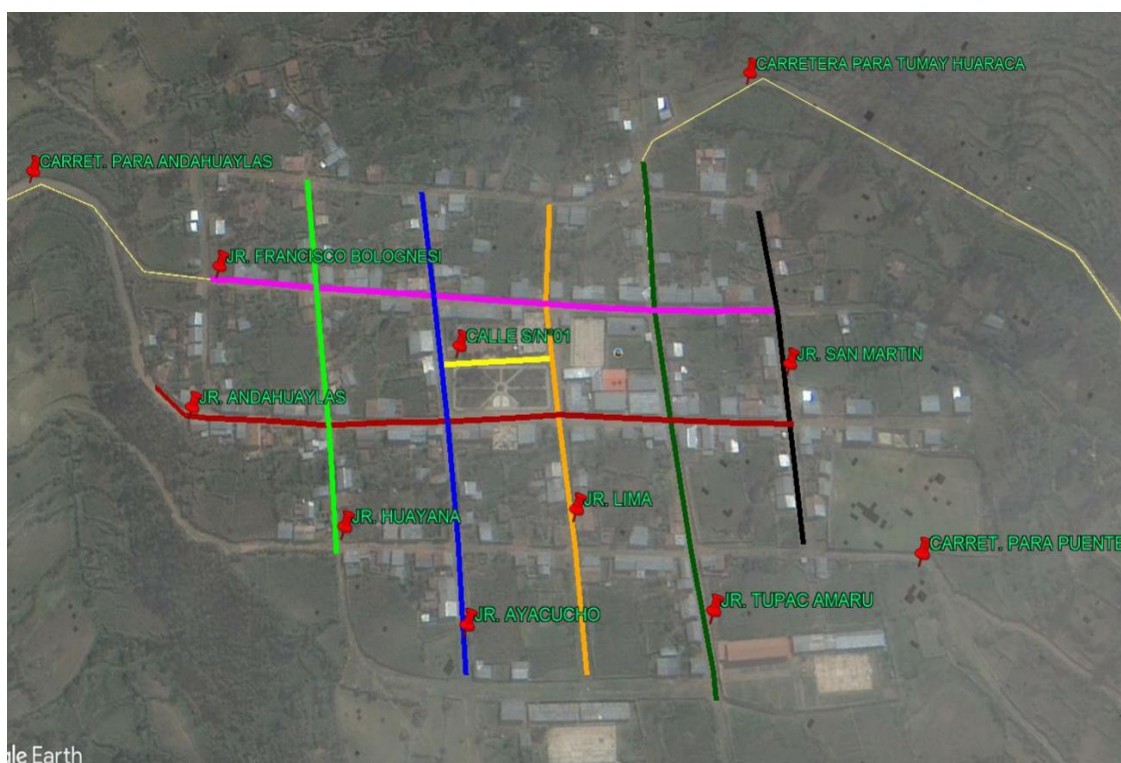 CARRETERA PARA TUMAY HUARACA
CARRET. PARA ANDAHUAYLAS
JR. FRANCISCO BOLOGNESI
CALLE S/N°01
JR. SAN MARTIN
JR. ANDAHUAYLAS
JR. LIMA
JR. HUAYANA
CARRET. PARA PUENTE
JR. TUPAC AMARU
JR. AYACUCHO
gle Earth